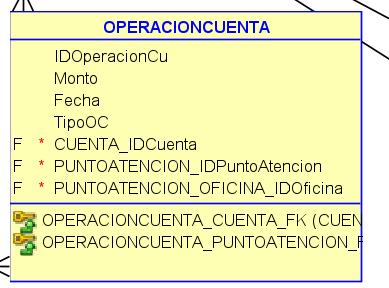 OPERACIONCUENTA
IDOperacionCu
Monto
Fecha
TipoOC
F * CUENTA_IDCuenta
F * PUNTOATENCION_IDPuntoAtencion
F * PUNTOATENCION_OFICINA_IDOficina
OPERACIONCUENTA_CUENTA_FK (CUEN
OPERACIONCUENTA_PUNTOATENCION_F